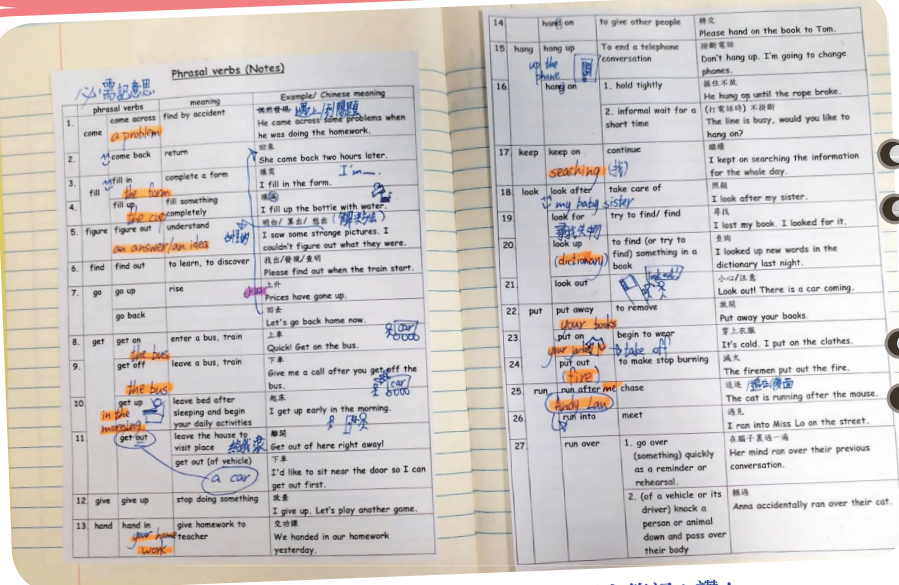 Phrasal verbs (Notes)
必需記意思
phrasal verbs meaning Example/ Chinese meaning
1. come come across find by accident 偶然發現 遇上/到問題
a problem
He came across some problems when
he was doing the homework.
2. come back return 回來
She came back two hours later.
3. fill fill in complete a form 填寫 I'm
the form
I fill in the form.
4. fill up fill something 填
the cup completely I fill up the bottle with water.
5. figure figure out understand 明白/算出/想出
an answer/an idea
I saw some strange pictures. I
couldn't figure out what they were.
6. find find out to learn, to discover 找出/發現/查明
Please find out when the train start.
7. go go up rise 上升
Prices have gone up.
go back 回去
Let's go back home now.
8. get get on enter a bus, train 上車
the bus Quick! Get on the bus. car
9. get off leave a bus, train 下車
Give me a call after you get off the
the bus bus. car
10. get up leave bed after 起床
in the sleeping and begin I get up early in the morning.
morning your daily activities
11. get out leave the house to 離開
visit place Get out of here right away!
get out (of vehicle) 下車
a car I'd like to sit near the door so I can
get out first.
12 give give up stop doing something 放棄
I give up. Let's play another game.
13. hand hand in give homework to 交功課
your home teacher We handed in our homework
work yesterday.
14 hand on to give other people 轉交
Please hand on the book to Tom.
15 hang hang up To end a telephone 掛斷電話
up the conversation Don't hang up. I'm going to change
phone phones.
16 hang on 1. hold tightly 抓住不放
He hung on until the rope broke.
2. informal wait for a (打電話時) 不掛斷
short time The line is busy, would you like to
hang on?
17 keep keep on continue 繼續
seaching I kept on searching the information
for the whole day.
18 look look after take care of 照顧
my baby sister I look after my sister.
19 look for try to find/ find 尋找
尋找失物 I lost my book. I looked for it.
20 look up to find (or try to 查詢
(dictionary) find) something in a I looked up new words in the
book dictionary last night.
21 look out 小心/注意
look out! Look out! There is a car coming.
22 put put away to remove 放開
your books Put away your books.
23 put on begin to wear 穿上衣服
take off It's cold. I put on the clothes.
24 put out to make stop burning 滅火
(fire) The firemen put out the fire.
25 run run after me chase 追逐
Andy Lau The cat is running after the mouse.
26 run into meet 遇見
I ran into Miss Lo on the street.
27 run over 1. go over 在腦子裏過一過
(something) quickly Her mind ran over their previous
as a reminder or conversation.
rehearsal.
2. (of a vehicle or its 輾過
driver) knock a Anna accidentally ran over their cat.
person or animal
down and pass over
their body